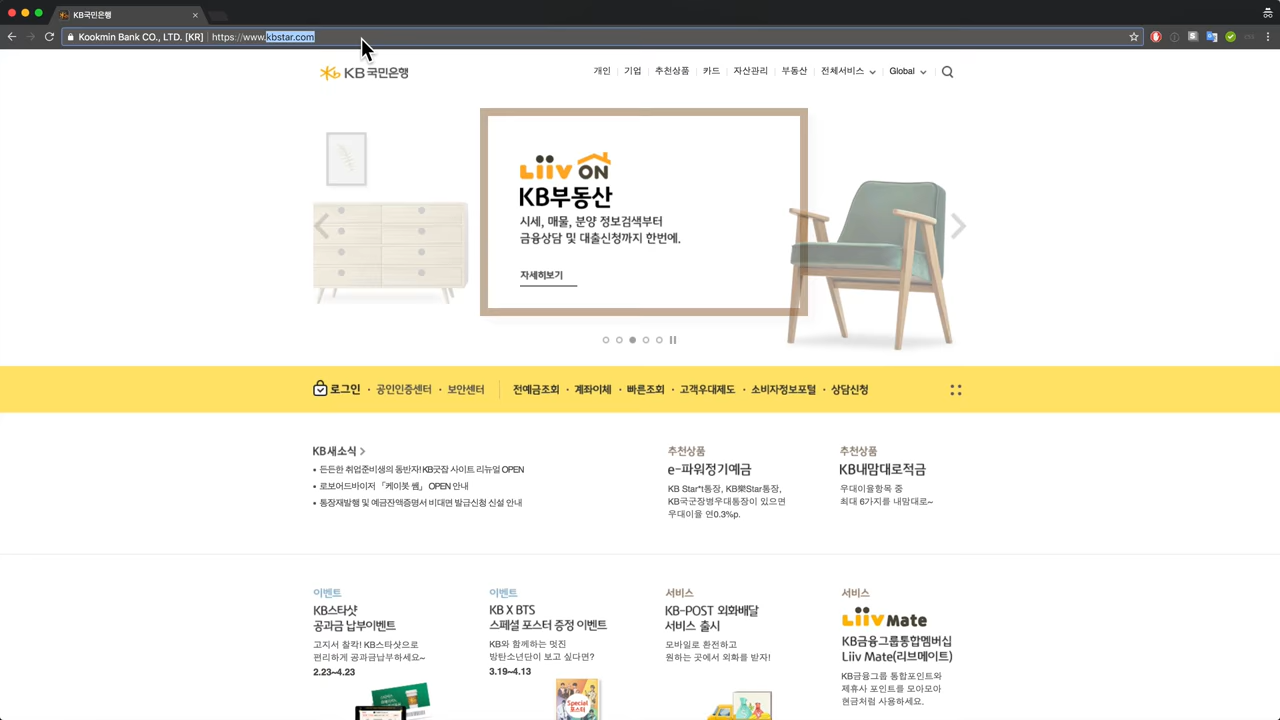 KB국민은행
Kookmin Bank CO., LTD. [KR] | https://www.kbstar.com
KB국민은행
개인 기업 추천상품 카드 자산관리 부동산 전체서비스 Global
Liiv ON
KB부동산
시세, 매물, 분양 정보검색부터
금융상담 및 대출신청까지 한번에.
자세히보기
로그인 · 공인인증센터 · 보안센터 전예금조회 · 계좌이체 · 빠른조회 · 고객우대제도 · 소비자정보포털 · 상담신청
KB새소식
• 든든한 취업준비생의 동반자! KB굿잡 사이트 리뉴얼 OPEN
• 로보어드바이저 「케이봇 쌤」 OPEN 안내
• 통장재발행 및 예금잔액증명서 비대면 발급신청 신설 안내
추천상품
e-파워정기예금
KB Star*t통장, KB樂Star통장,
KB국군장병우대통장이 있으면
우대이율 연0.3%p.
추천상품
KB내맘대로적금
우대이율항목 중
최대 6가지를 내맘대로~
이벤트
KB스타샷
공과금 납부이벤트
고지서 찰칵! KB스타샷으로
편리하게 공과금납부하세요~
2.23~4.23
이벤트
KB X BTS
스페셜 포스터 증정 이벤트
KB와 함께하는 멋진
방탄소년단이 보고 싶다면?
3.19~4.13
Special
포스터
서비스
KB-POST 외화배달
서비스 출시
모바일로 환전하고
원하는 곳에서 외화를 받자!
서비스
Liiv Mate
KB금융그룹통합멤버십
Liiv Mate(리브메이트)
KB금융그룹 통합포인트와
제휴사 포인트를 모아모아
현금처럼 사용하세요.